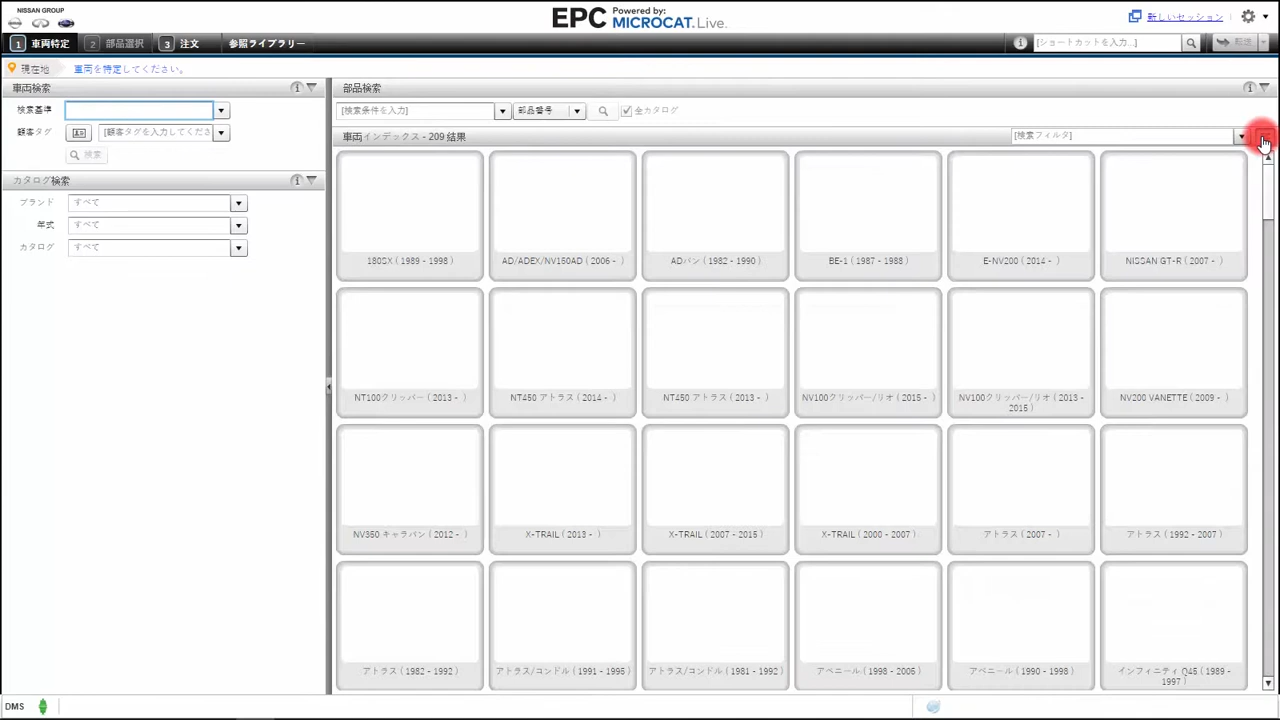 NISSAN GROUP
EPC Powered by: MICROCAT.Live.
新しいセッション
1 車両特定 2 部品選択 3 注文 参照ライブラリー
[ショートカットを入力...] 転送
現在地 車両を特定してください。
車両検索
検索基準
顧客タグ [顧客タグを入力してくださ
検索
カタログ検索
ブランド すべて
年式 すべて
カタログ すべて
部品検索
[検索条件を入力] 部品番号 全カタログ
車両インデックス - 209 結果 [検索フィルタ]
180SX ( 1989 - 1998 )
AD/ADEX/NV150AD ( 2006 - )
ADバン ( 1982 - 1990 )
BE-1 ( 1987 - 1988 )
E-NV200 ( 2014 - )
NISSAN GT-R ( 2007 - )
NT100クリッパー ( 2013 - )
NT450 アトラス ( 2014 - )
NT450 アトラス ( 2013 - )
NV100クリッパー/リオ ( 2015 - )
NV100クリッパー/リオ ( 2013 -
2015 )
NV200 VANETTE ( 2009 - )
NV350 キャラバン ( 2012 - )
X-TRAIL ( 2013 - )
X-TRAIL ( 2007 - 2015 )
X-TRAIL ( 2000 - 2007 )
アトラス ( 2007 - )
アトラス ( 1992 - 2007 )
アトラス ( 1982 - 1992 )
アトラス/コンドル ( 1991 - 1995 )
アトラス/コンドル ( 1981 - 1992 )
アベニール ( 1998 - 2005 )
アベニール ( 1990 - 1998 )
インフィニティ Q45 ( 1989 -
1997 )
DMS